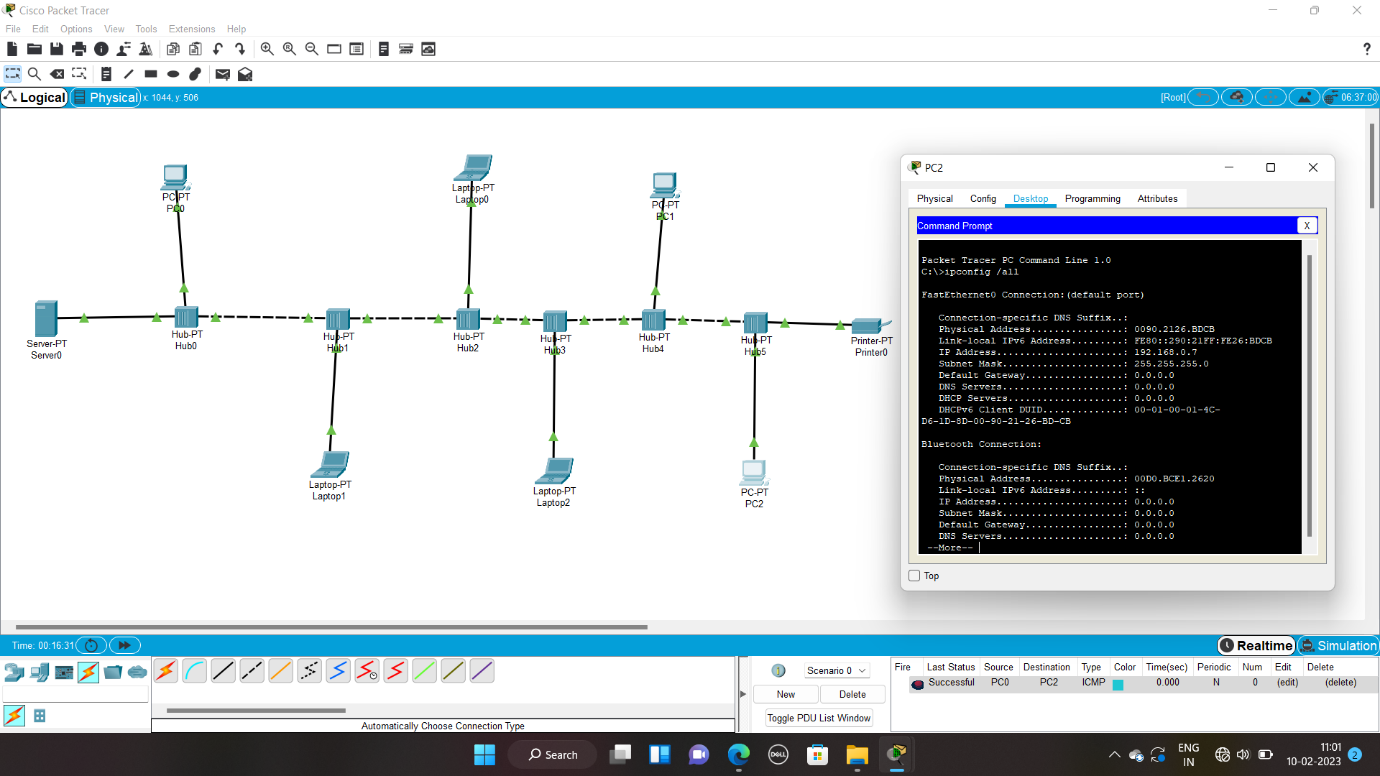 Cisco Packet Tracer
File Edit Options View Tools Extensions Help
?
Logical Physical x: 1044, y: 506 [Root] 06:37:00
PC-PT
PC0
Laptop-PT
Laptop0
PC-PT
PC1
Server-PT
Server0
Hub-PT
Hub0
Hub-PT
Hub1
Hub-PT
Hub2
Hub-PT
Hub3
Hub-PT
Hub4
Hub-PT
Hub5
Printer-PT
Printer0
Laptop-PT
Laptop1
Laptop-PT
Laptop2
PC-PT
PC2
PC2
Physical Config Desktop Programming Attributes
Command Prompt X
Packet Tracer PC Command Line 1.0
C:\>ipconfig /all
FastEthernet0 Connection:(default port)
Connection-specific DNS Suffix..:
Physical Address................: 0090.2126.BDCB
Link-local IPv6 Address.........: FE80::290:21FF:FE26:BDCB
IP Address......................: 192.168.0.7
Subnet Mask.....................: 255.255.255.0
Default Gateway.................: 0.0.0.0
DNS Servers.....................: 0.0.0.0
DHCP Servers....................: 0.0.0.0
DHCPv6 Client DUID..............: 00-01-00-01-4C-
D6-1D-8D-00-90-21-26-BD-CB
Bluetooth Connection:
Connection-specific DNS Suffix..:
Physical Address................: 00D0.BCE1.2620
Link-local IPv6 Address.........: ::
IP Address......................: 0.0.0.0
Subnet Mask.....................: 0.0.0.0
Default Gateway.................: 0.0.0.0
DNS Servers.....................: 0.0.0.0
--More--
Top
Time: 00:16:31 Realtime Simulation
Scenario 0
New Delete
Toggle PDU List Window
Fire Last Status Source Destination Type Color Time(sec) Periodic Num Edit Delete
Successful PC0 PC2 ICMP 0.000 N 0 (edit) (delete)
Automatically Choose Connection Type
Search
DELL
ENG
IN
11:01
10-02-2023
2